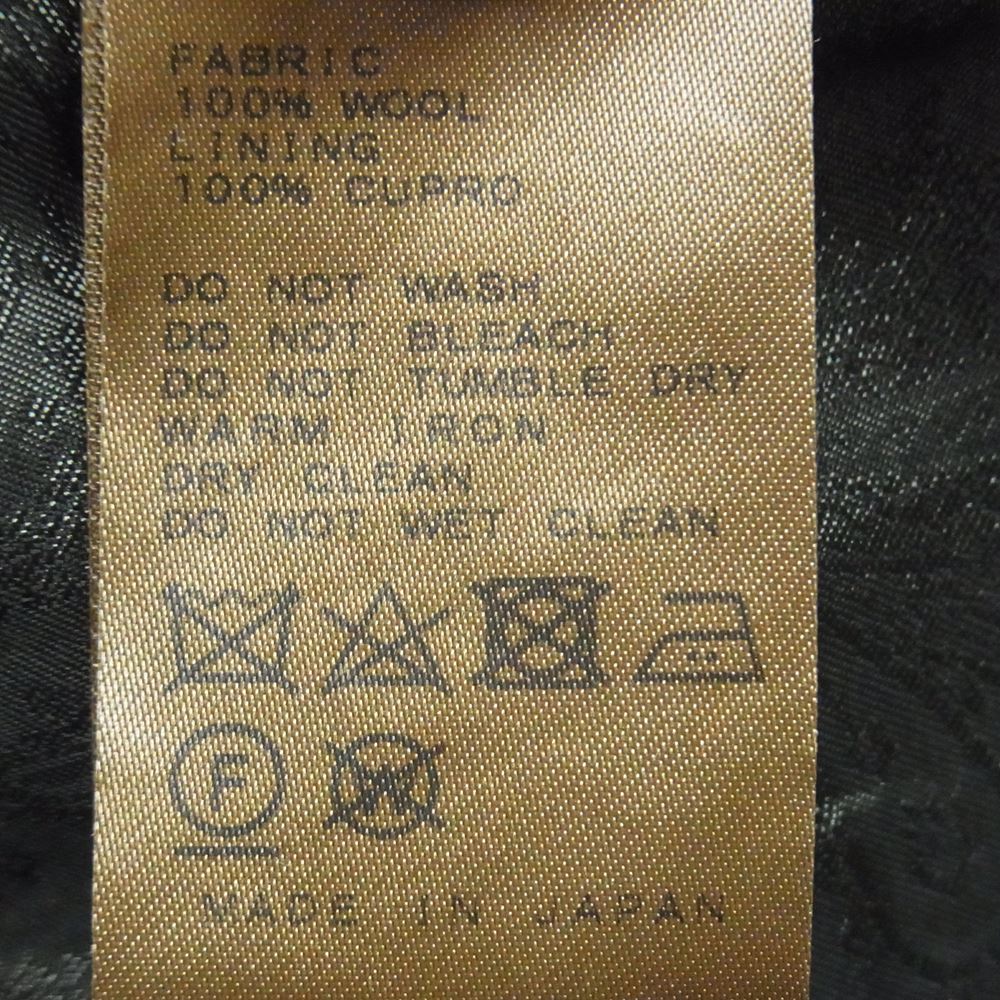 FABRIC
100% WOOL
LINING
100% CUPRO
DO NOT WASH
DO NOT BLEACH
DO NOT TUMBLE DRY
WARM IRON
DRY CLEAN
DO NOT WET CLEAN
F W
MADE IN JAPAN